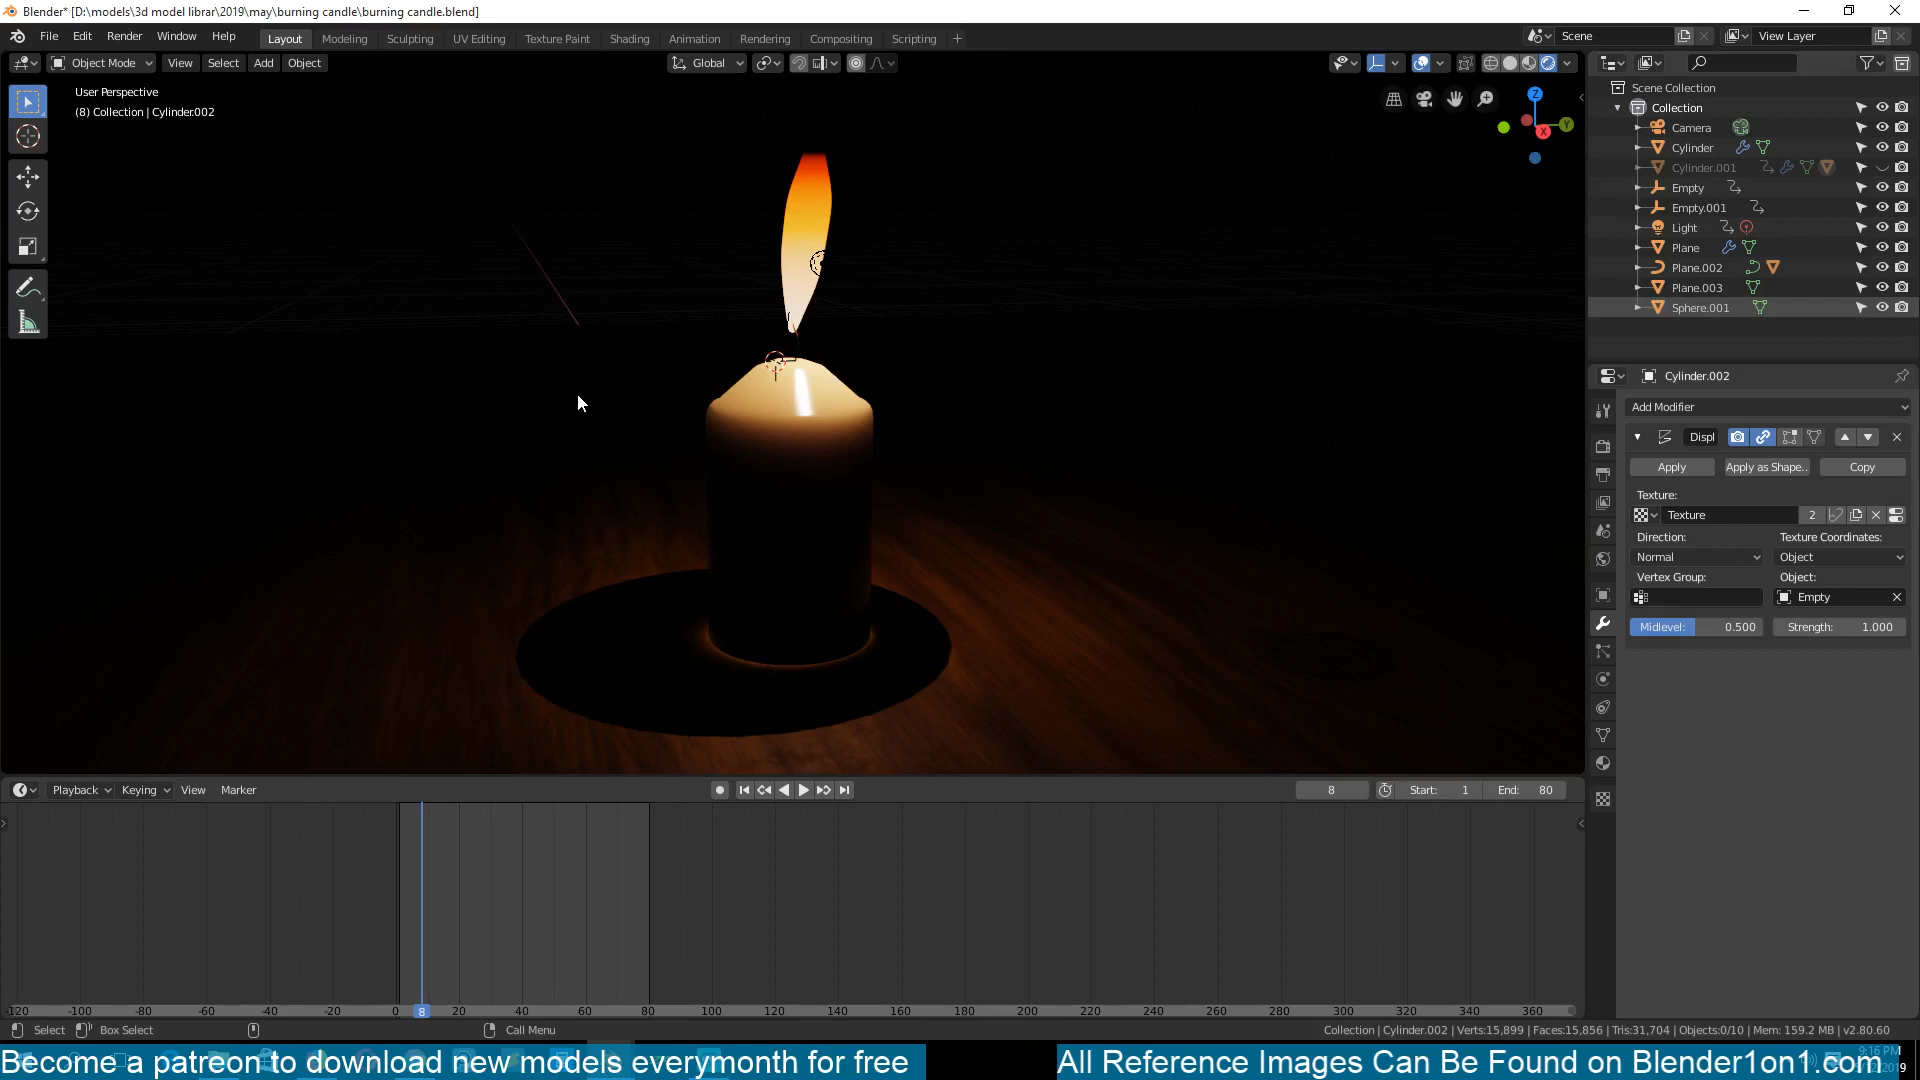 Blender* [D:\models\3d model librar\2019\may\burning candle\burning candle.blend]
File Edit Render Window Help Layout Modeling Sculpting UV Editing Texture Paint Shading Animation Rendering Compositing Scripting + Scene View Layer
Object Mode View Select Add Object Global
User Perspective
(8) Collection | Cylinder.002
Z
Y
X
Scene Collection
Collection
Camera
Cylinder
Cylinder.001
Empty
Empty.001
Light
Plane
Plane.002
Plane.003
Sphere.001
Cylinder.002
Add Modifier
Displ
Apply Apply as Shape.. Copy
Texture:
Texture 2
Direction: Texture Coordinates:
Normal Object
Vertex Group: Object:
Empty
Midlevel: 0.500 Strength: 1.000
Playback Keying View Marker 8 Start: 1 End: 80
-120 -100 -80 -60 -40 -20 0 8 20 40 60 80 100 120 140 160 180 200 220 240 260 280 300 320 340 360
Select Box Select Call Menu Collection | Cylinder.002 | Verts:15,899 | Faces:15,856 | Tris:31,704 | Objects:0/10 | Mem: 159.2 MB | v2.80.60
Become a patreon to download new models everymonth for free All Reference Images Can Be Found on Blender1on1.com
9:16 PM